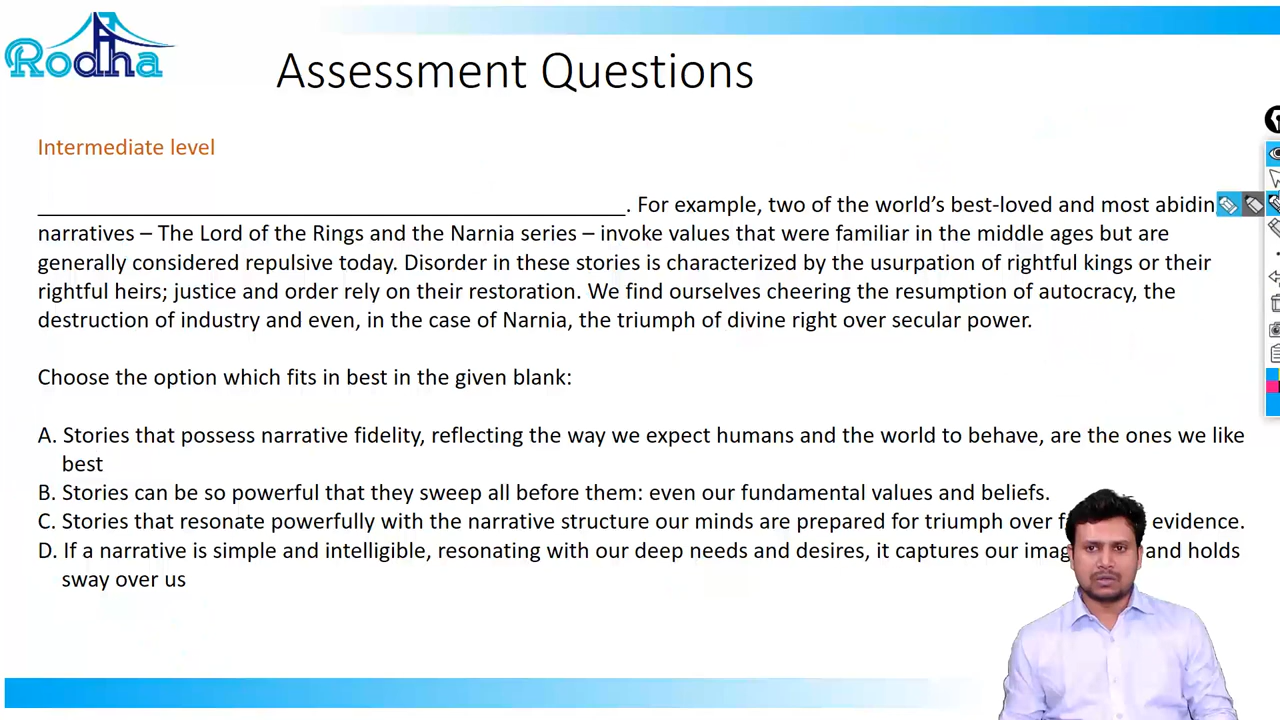 Rodha
Assessment Questions
Intermediate level
. For example, two of the world's best-loved and most abidin
narratives – The Lord of the Rings and the Narnia series – invoke values that were familiar in the middle ages but are
generally considered repulsive today. Disorder in these stories is characterized by the usurpation of rightful kings or their
rightful heirs; justice and order rely on their restoration. We find ourselves cheering the resumption of autocracy, the
destruction of industry and even, in the case of Narnia, the triumph of divine right over secular power.
Choose the option which fits in best in the given blank:
A. Stories that possess narrative fidelity, reflecting the way we expect humans and the world to behave, are the ones we like
best
B. Stories can be so powerful that they sweep all before them: even our fundamental values and beliefs.
C. Stories that resonate powerfully with the narrative structure our minds are prepared for triumph over evidence.
D. If a narrative is simple and intelligible, resonating with our deep needs and desires, it captures our and holds
sway over us